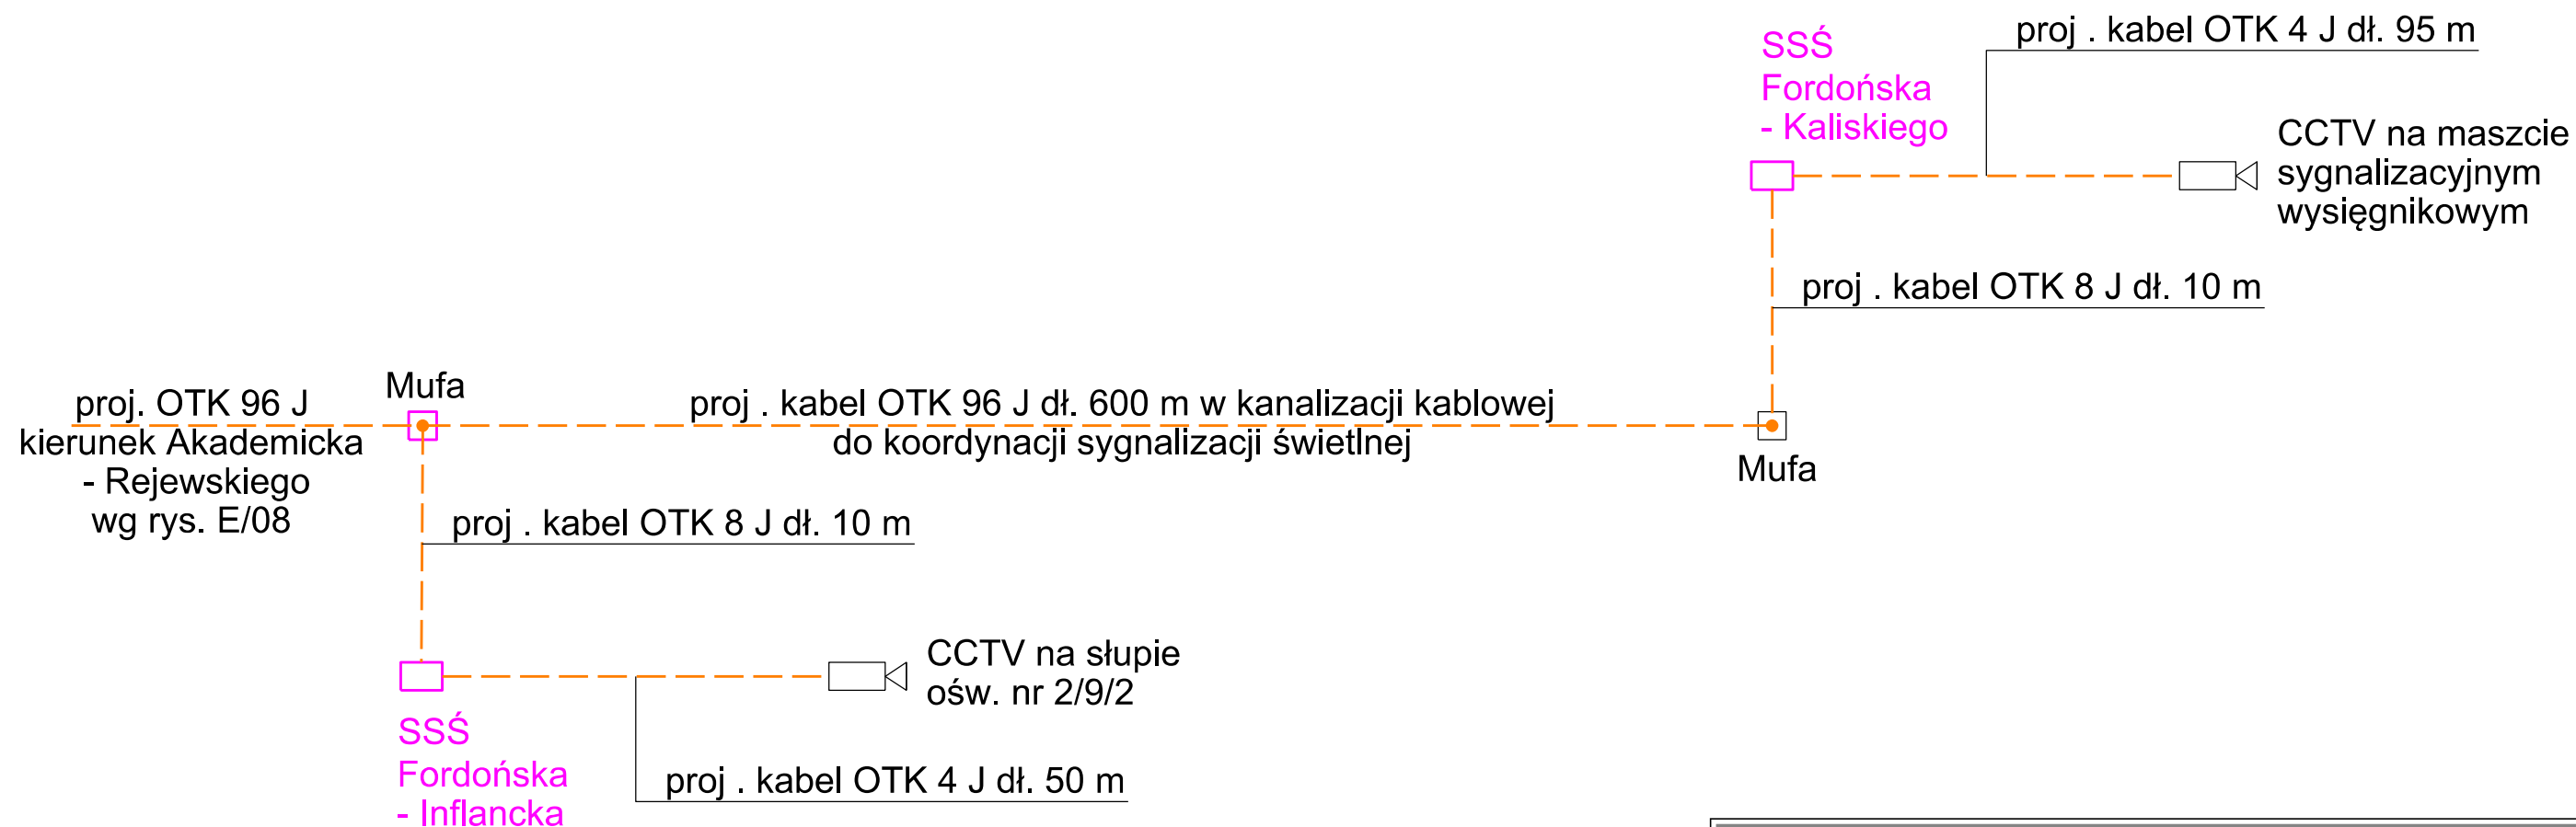 proj . kabel OTK 4 J dł. 95 m
SSŚ
Fordońska
- Kaliskiego
CCTV na maszcie
sygnalizacyjnym
wysięgnikowym
proj . kabel OTK 8 J dł. 10 m
Mufa
proj. OTK 96 J
kierunek Akademicka
- Rejewskiego
wg rys. E/08
proj . kabel OTK 96 J dł. 600 m w kanalizacji kablowej
do koordynacji sygnalizacji świetlnej
Mufa
proj . kabel OTK 8 J dł. 10 m
CCTV na słupie
ośw. nr 2/9/2
SSŚ
Fordońska
- Inflancka
proj . kabel OTK 4 J dł. 50 m